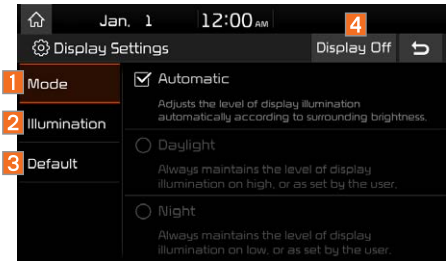 Jan. 1 12:00 AM
4
Display Settings Display Off
1 Mode
Automatic
Adjusts the level of display illumination
automatically according to surrounding brightness.
2 Illumination
Daylight
3 Default
Always maintains the level of display
illumination on high, or as set by the user.
Night
Always maintains the level of display
illumination on low, or as set by the user.